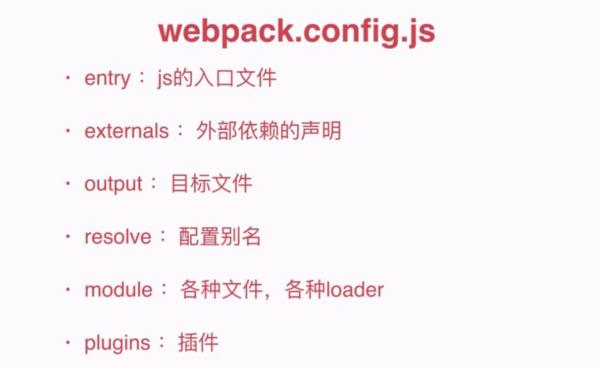 webpack.config.js
· entry： js的入口文件
· externals： 外部依赖的声明
· output： 目标文件
· resolve： 配置别名
· module： 各种文件，各种loader
· plugins： 插件